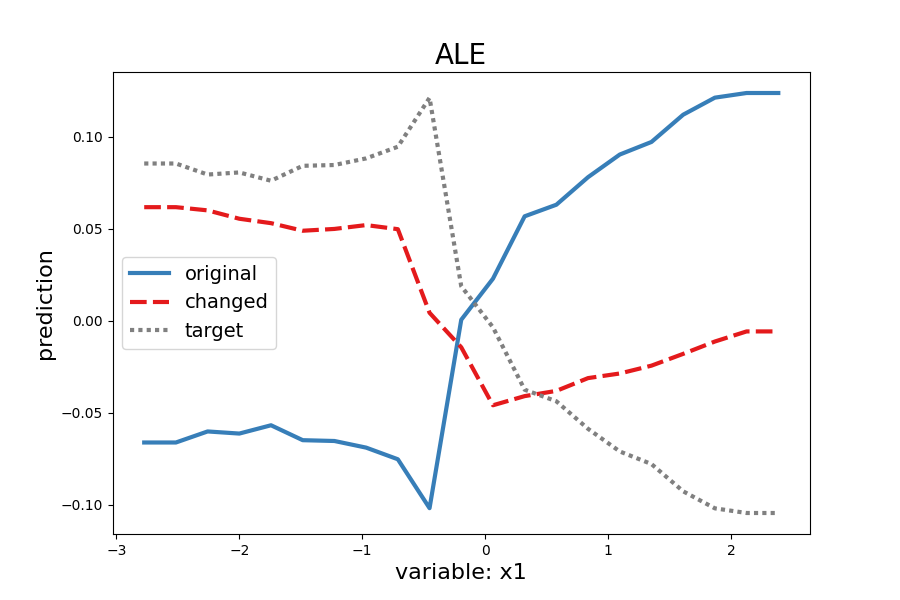 ALE
prediction
0.10
0.05
0.00
−0.05
−0.10
original
changed
target
−3
−2
−1
0
1
2
variable: x1